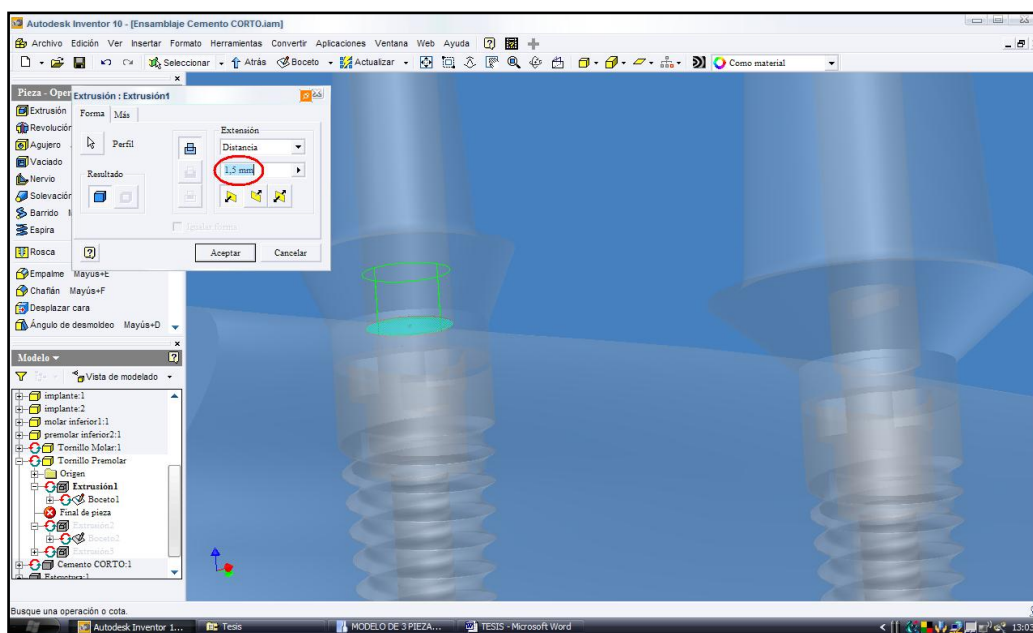 Autodesk Inventor 10 - [Ensamblaje Cemento CORTO.iam]
Archivo Edición Ver Insertar Formato Herramientas Convertir Aplicaciones Ventana Web Ayuda
Seleccionar Atrás Boceto Actualizar Como material
Pieza - Oper
Extrusión
Revolución
Agujero
Vaciado
Nervio
Solevación
Barrido
Espira
Rosca
Empalme Mayús+E
Chaflán Mayús+F
Desplazar cara
Ángulo de desmoldeo Mayús+D
Extrusión : Extrusión1
Forma Más
Perfil
Resultado
Extensión
Distancia
1,5 mm
Igualar forma
Aceptar Cancelar
Modelo
Vista de modelado
implante:1
implante:2
molar inferior1:1
premolar inferior2:1
Tornillo Molar:1
Tornillo Premolar
Origen
Extrusión1
Boceto1
Final de pieza
Extrusión2
Boceto2
Extrusión3
Cemento CORTO:1
Estructura:1
Busque una operación o cota.
Autodesk Inventor 1... Tesis MODELO DE 3 PIEZA... TESIS - Microsoft Word 13:03